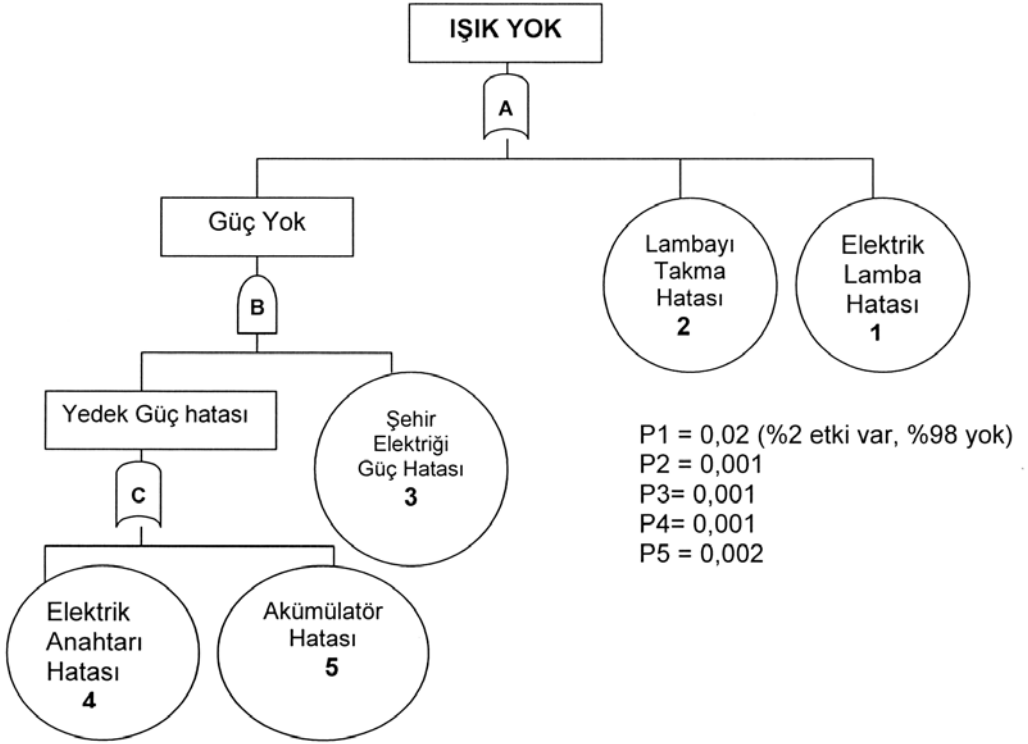 IŞIK YOK
A
Güç Yok
Lambayı
Takma
Hatası
2
Elektrik
Lamba
Hatası
1
B
Yedek Güç hatası
Şehir
Elektriği
Güç Hatası
3
C
Elektrik
Anahtarı
Hatası
4
Akümülatör
Hatası
5
P1 = 0,02 (%2 etki var, %98 yok)
P2 = 0,001
P3= 0,001
P4= 0,001
P5 = 0,002